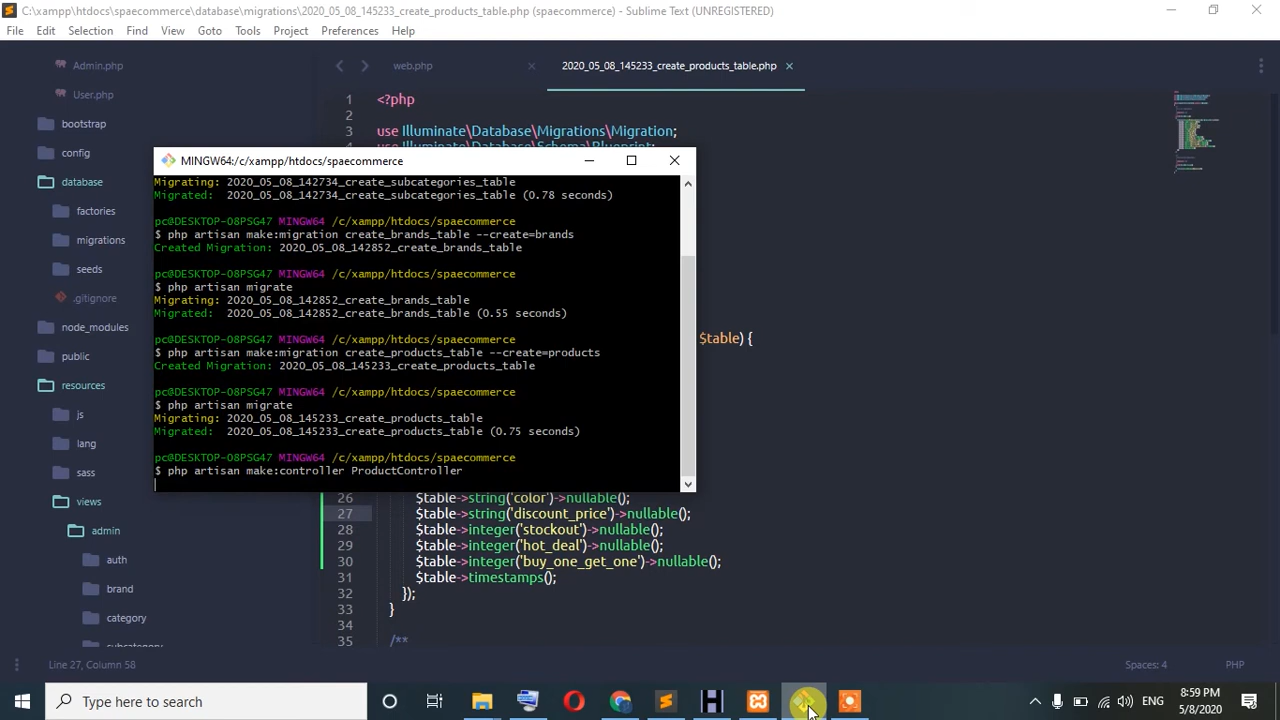 C:\xampp\htdocs\spaecommerce\database\migrations\2020_05_08_145233_create_products_table.php (spaecommerce) - Sublime Text (UNREGISTERED)
File Edit Selection Find View Goto Tools Project Preferences Help
Admin.php
User.php
bootstrap
config
database
factories
migrations
seeds
.gitignore
node_modules
public
resources
js
lang
sass
views
admin
auth
brand
category
subcategory
web.php 2020_05_08_145233_create_products_table.php
1 <?php
2
3 use Illuminate\Database\Migrations\Migration;
4 use Illuminate\Database\Schema\Blueprint;
MINGW64:/c/xampp/htdocs/spaecommerce
Migrating: 2020_05_08_142734_create_subcategories_table
Migrated: 2020_05_08_142734_create_subcategories_table (0.78 seconds)
pc@DESKTOP-08PSG47 MINGW64 /c/xampp/htdocs/spaecommerce
$ php artisan make:migration create_brands_table --create=brands
Created Migration: 2020_05_08_142852_create_brands_table
pc@DESKTOP-08PSG47 MINGW64 /c/xampp/htdocs/spaecommerce
$ php artisan migrate
Migrating: 2020_05_08_142852_create_brands_table
Migrated: 2020_05_08_142852_create_brands_table (0.55 seconds)
pc@DESKTOP-08PSG47 MINGW64 /c/xampp/htdocs/spaecommerce
$ php artisan make:migration create_products_table --create=products
Created Migration: 2020_05_08_145233_create_products_table
pc@DESKTOP-08PSG47 MINGW64 /c/xampp/htdocs/spaecommerce
$ php artisan migrate
Migrating: 2020_05_08_145233_create_products_table
Migrated: 2020_05_08_145233_create_products_table (0.75 seconds)
pc@DESKTOP-08PSG47 MINGW64 /c/xampp/htdocs/spaecommerce
$ php artisan make:controller ProductController
$table) {
26 $table->string('color')->nullable();
27 $table->string('discount_price')->nullable();
28 $table->integer('stockout')->nullable();
29 $table->integer('hot_deal')->nullable();
30 $table->integer('buy_one_get_one')->nullable();
31 $table->timestamps();
32 });
33 }
34
35 /**
Line 27, Column 58 Spaces: 4 PHP
Type here to search
ENG
8:59 PM
5/8/2020